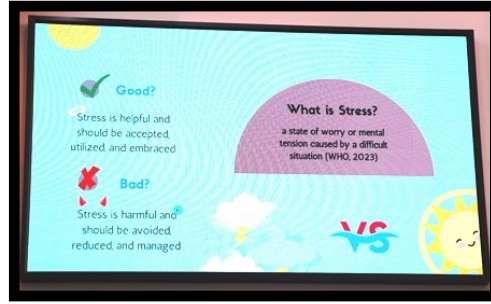 Good?
Stress is helpful and
should be accepted,
utilized, and embraced
Bad?
Stress is harmful and
should be avoided,
reduced, and managed
What is Stress?
a state of worry or mental
tension caused by a difficult
situation (WHO, 2023)
VS